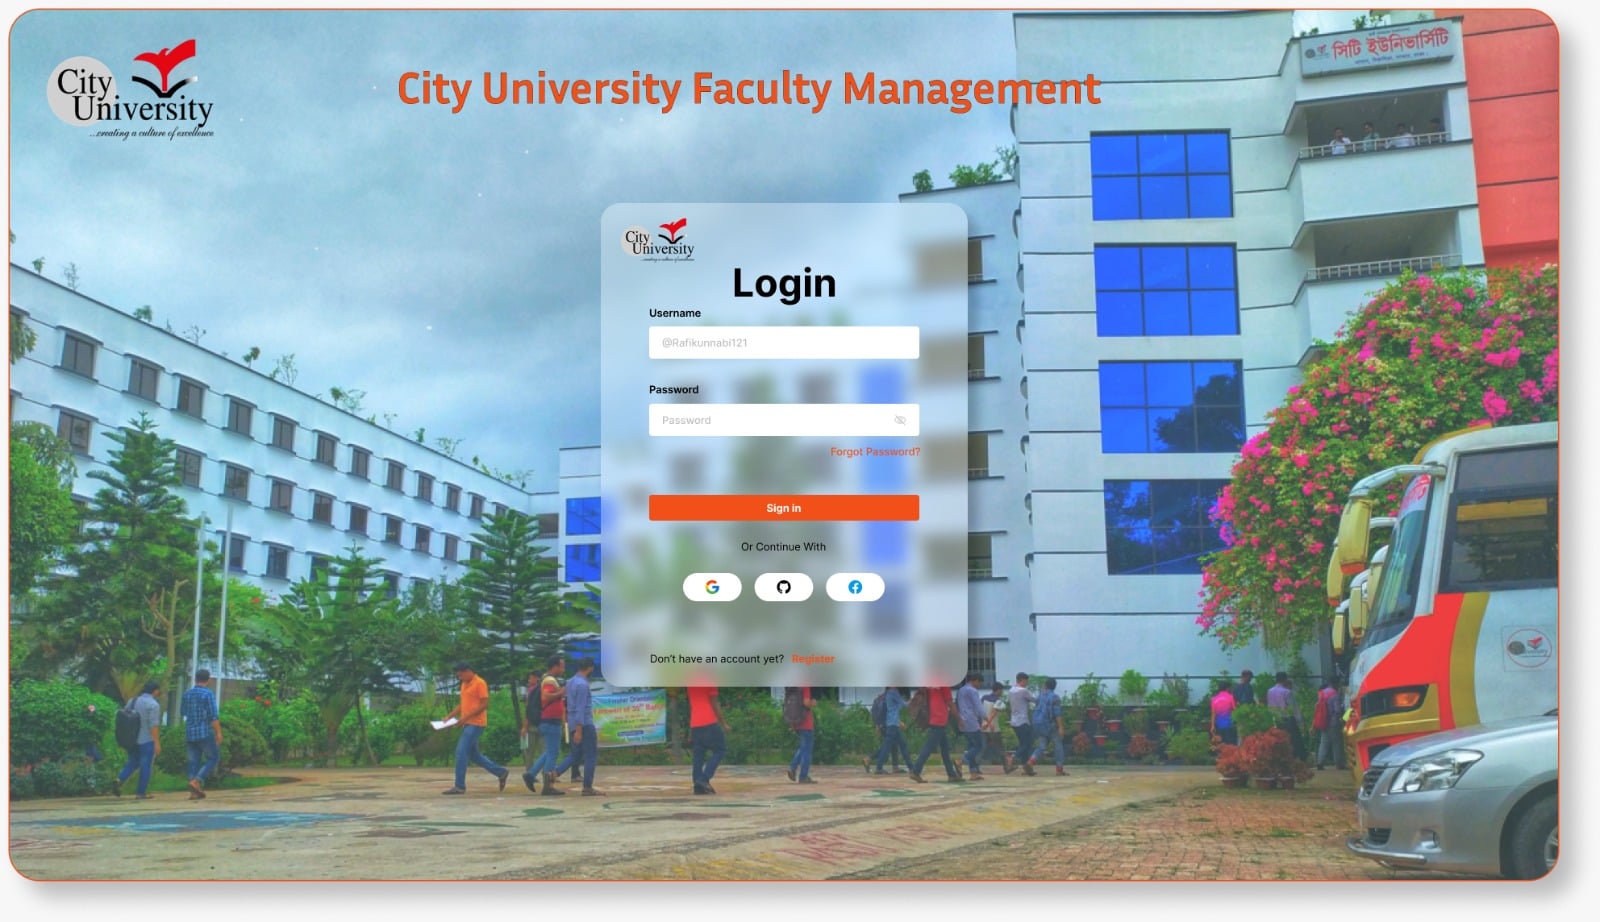 City
University
...creating a culture of excellence
City University Faculty Management
সিটি ইউনিভার্সিটি
City
University
...creating a culture of excellence
Login
Username
@Rafikunnabi121
Password
Password
Forgot Password?
Sign in
Or Continue With
Don't have an account yet? Register